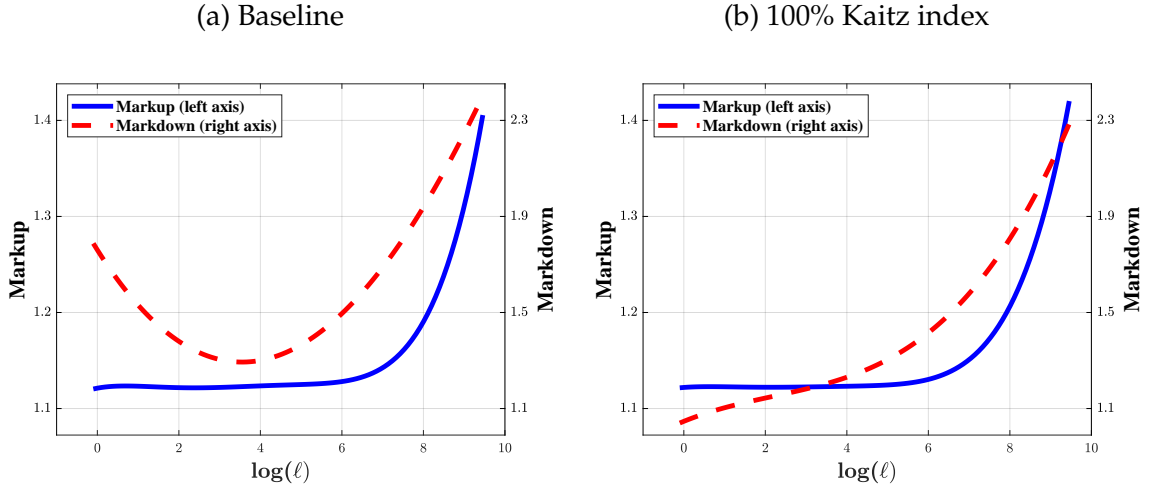 (a) Baseline
Markup (left axis)
Markdown (right axis)
1.4
1.3
1.2
1.1
Markup
2.3
1.9
1.5
1.1
Markdown
0 2 4 6 8 10
log(ℓ)
(b) 100% Kaitz index
Markup (left axis)
Markdown (right axis)
1.4
1.3
1.2
1.1
Markup
2.3
1.9
1.5
1.1
Markdown
0 2 4 6 8 10
log(ℓ)